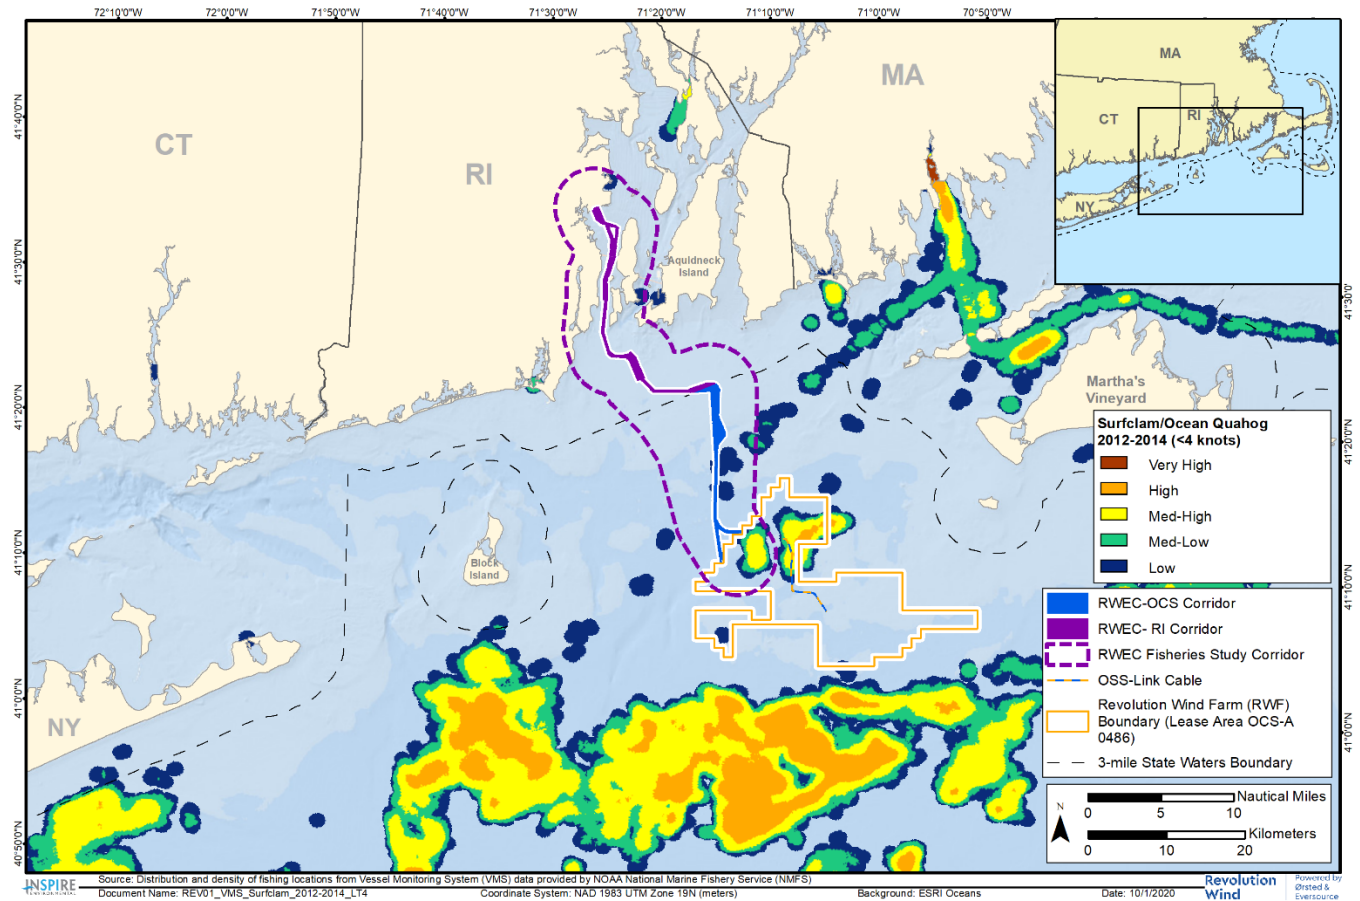 72°10'0"W 72°0'0"W 71°50'0"W 71°40'0"W 71°30'0"W 71°20'0"W 71°10'0"W 71°0'0"W 70°50'0"W
41°40'0"N
41°30'0"N
41°20'0"N
41°10'0"N
41°0'0"N
40°50'0"N
CT
RI
MA
NY
Aquidneck
Island
Block
Island
Martha's
Vineyard
MA
CT
RI
NY
41°30'0"
41°20'0"N
41°10'0"N
41°0'0"N
Surfclam/Ocean Quahog
2012-2014 (<4 knots)
Very High
High
Med-High
Med-Low
Low
RWEC-OCS Corridor
RWEC- RI Corridor
RWEC Fisheries Study Corridor
OSS-Link Cable
Revolution Wind Farm (RWF)
Boundary (Lease Area OCS-A
0486)
3-mile State Waters Boundary
N
Nautical Miles
0 5 10
Kilometers
0 10 20
INSPIRE
ENVIRONMENTAL
Source: Distribution and density of fishing locations from Vessel Monitoring System (VMS) data provided by NOAA National Marine Fishery Service (NMFS)
Document Name: REV01_VMS_Surfclam_2012-2014_LT4 Coordinate System: NAD 1983 UTM Zone 19N (meters) Background: ESRI Oceans Date: 10/1/2020
Revolution
Wind
Powered by
Ørsted &
Eversource